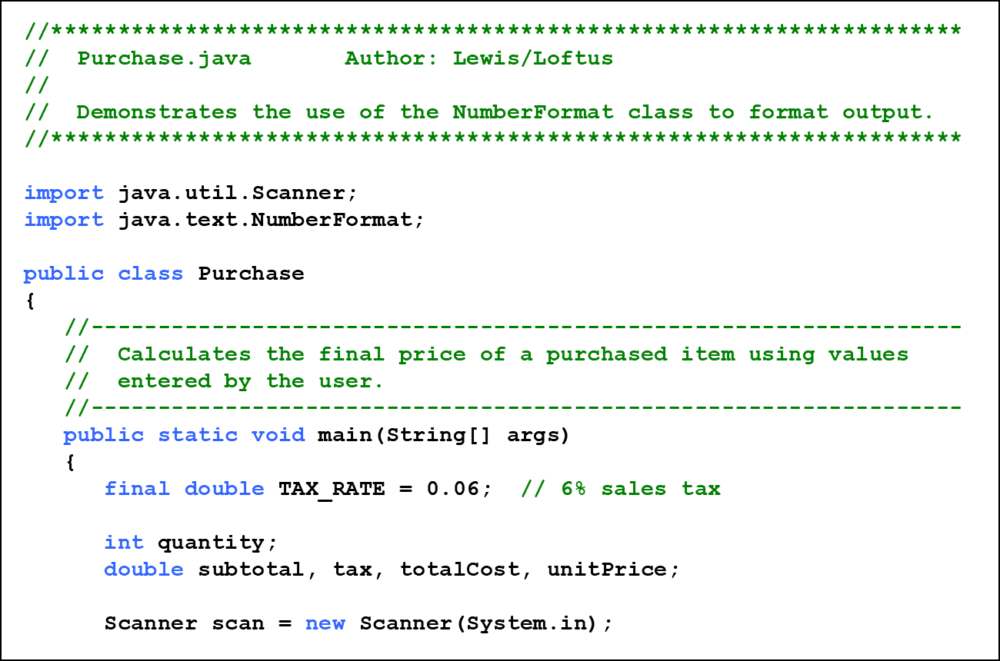 //********************************************************************
//  Purchase.java       Author: Lewis/Loftus
//
//  Demonstrates the use of the NumberFormat class to format output.
//********************************************************************

import java.util.Scanner;
import java.text.NumberFormat;

public class Purchase
{
   //-----------------------------------------------------------------
   //  Calculates the final price of a purchased item using values
   //  entered by the user.
   //-----------------------------------------------------------------
   public static void main(String[] args)
   {
      final double TAX_RATE = 0.06;  // 6% sales tax

      int quantity;
      double subtotal, tax, totalCost, unitPrice;

      Scanner scan = new Scanner(System.in);